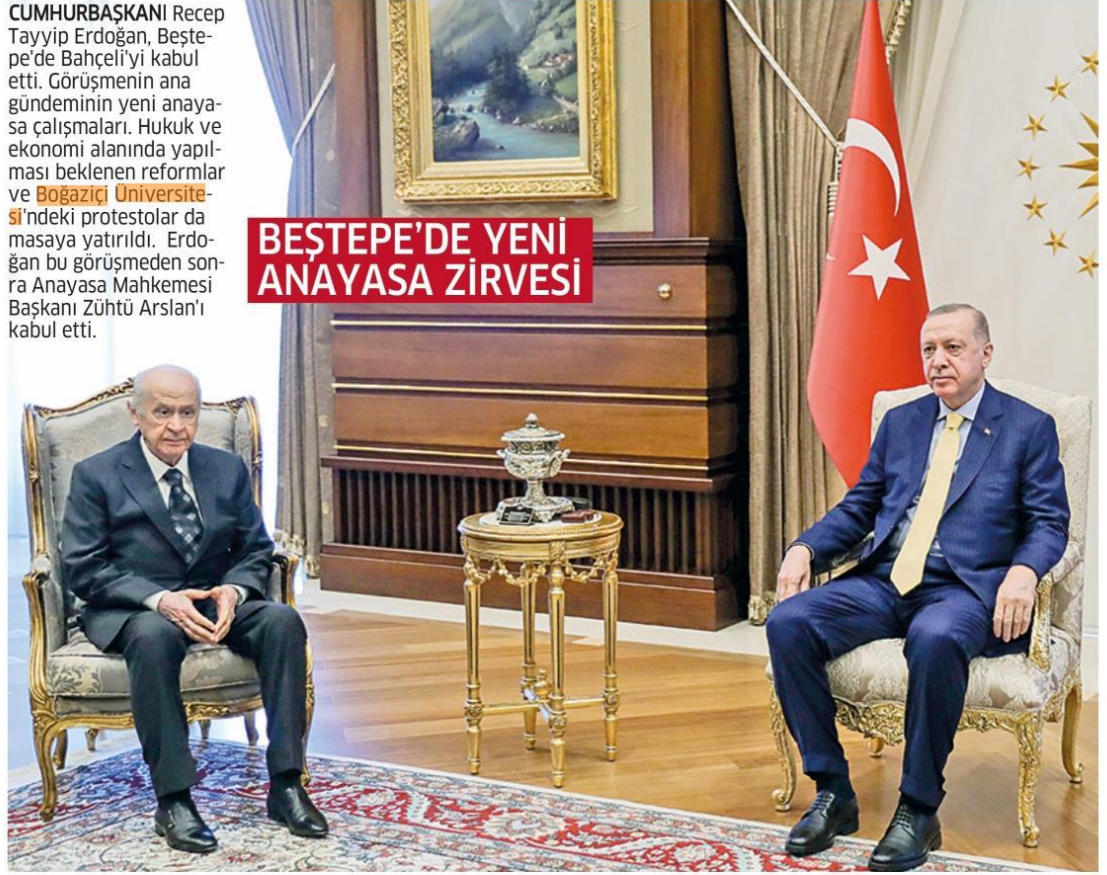 CUMHURBAŞKANI Recep
Tayyip Erdoğan, Beşte-
pe'de Bahçeli'yi kabul
etti. Görüşmenin ana
gündeminin yeni anaya-
sa çalışmaları. Hukuk ve
ekonomi alanında yapıl-
ması beklenen reformlar
ve Boğaziçi Üniversite-
si'ndeki protestolar da
masaya yatırıldı. Erdo-
ğan bu görüşmeden son-
ra Anayasa Mahkemesi
Başkanı Zühtü Arslan'ı
kabul etti.
BEŞTEPE'DE YENİ
ANAYASA ZİRVESİ